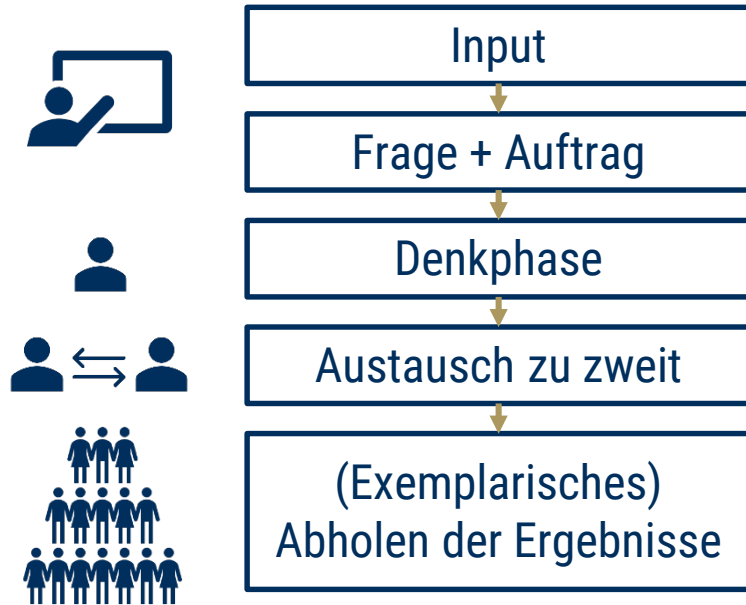 Input
Frage + Auftrag
Denkphase
Austausch zu zweit
(Exemplarisches)
Abholen der Ergebnisse